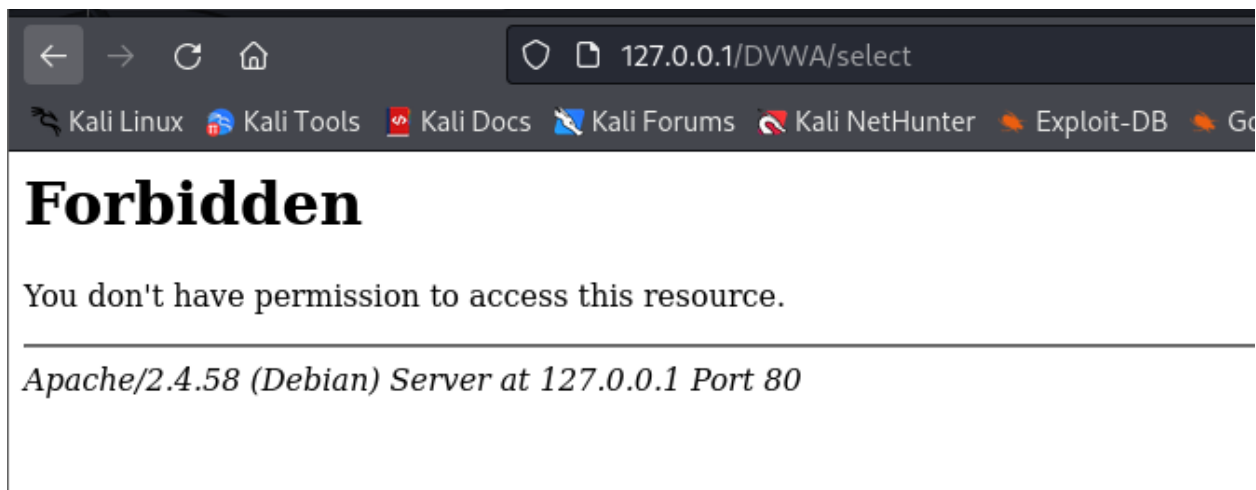 127.0.0.1/DVWA/select
Kali Linux Kali Tools Kali Docs Kali Forums Kali NetHunter Exploit-DB
Forbidden
You don't have permission to access this resource.
Apache/2.4.58 (Debian) Server at 127.0.0.1 Port 80